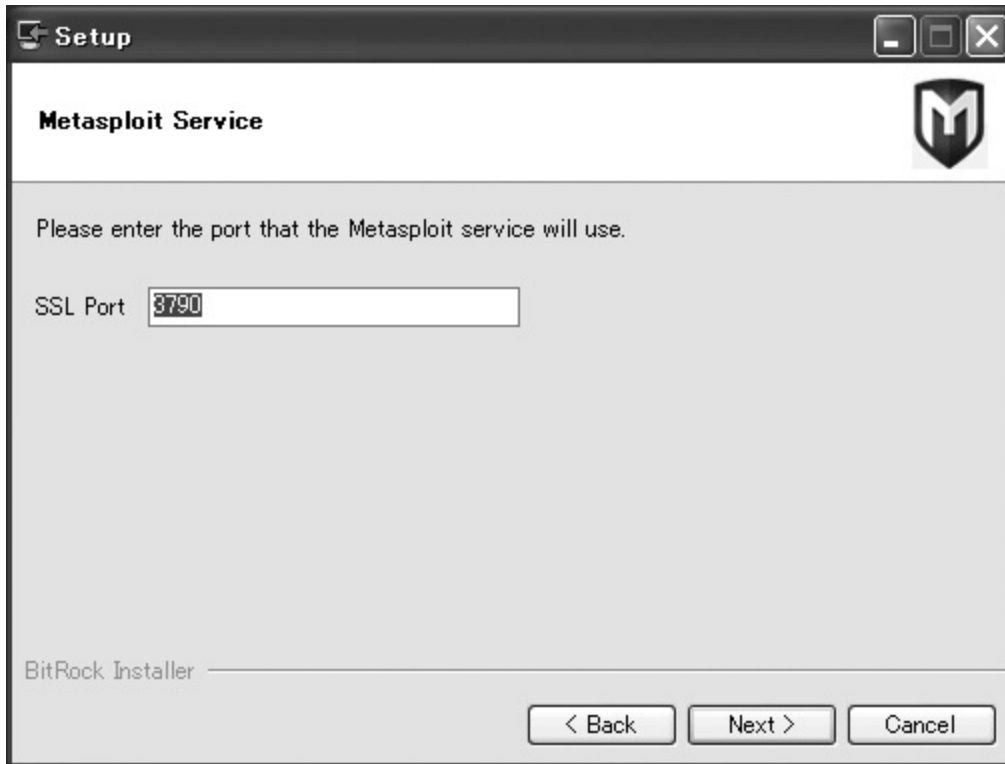 Setup
Metasploit Service
M
Please enter the port that the Metasploit service will use.
SSL Port 3790
BitRock Installer
< Back Next > Cancel